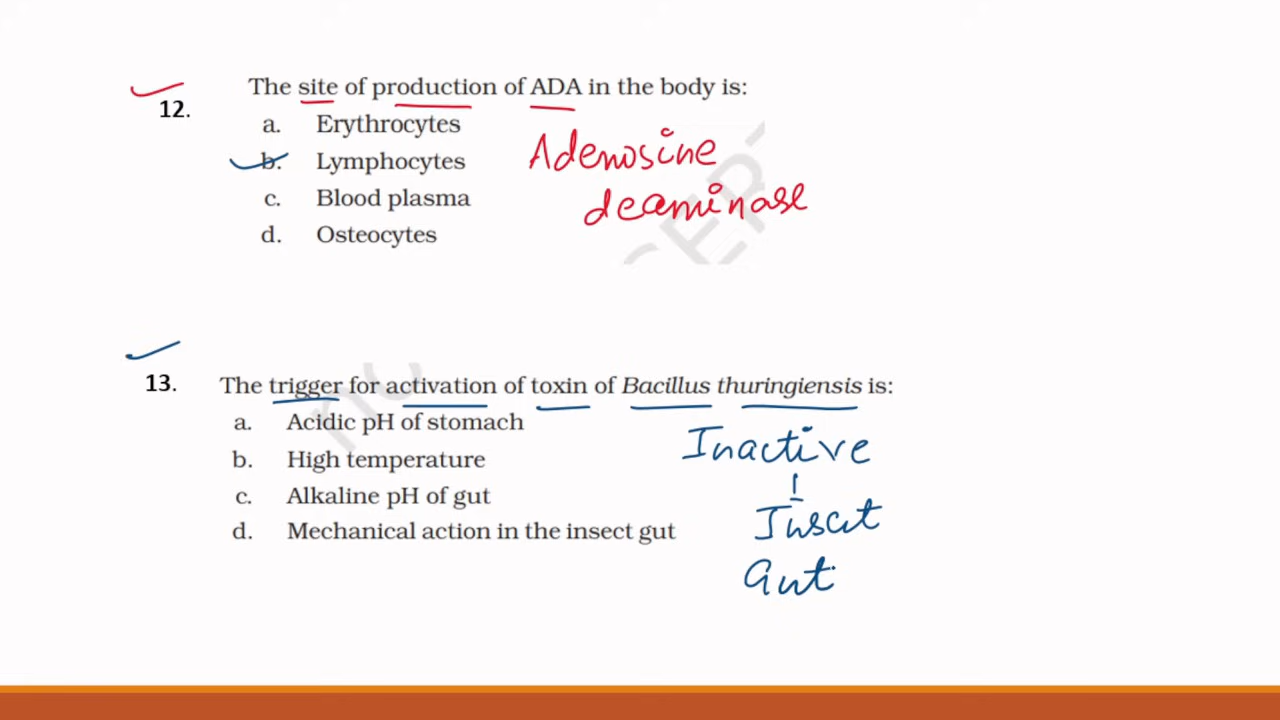 The site of production of ADA in the body is:
12.
a. Erythrocytes
b. Lymphocytes
c. Blood plasma
d. Osteocytes
Adenosine
deaminase
13. The trigger for activation of toxin of Bacillus thuringiensis is:
a. Acidic pH of stomach
b. High temperature
c. Alkaline pH of gut
d. Mechanical action in the insect gut
Inactive
Insect
Gut